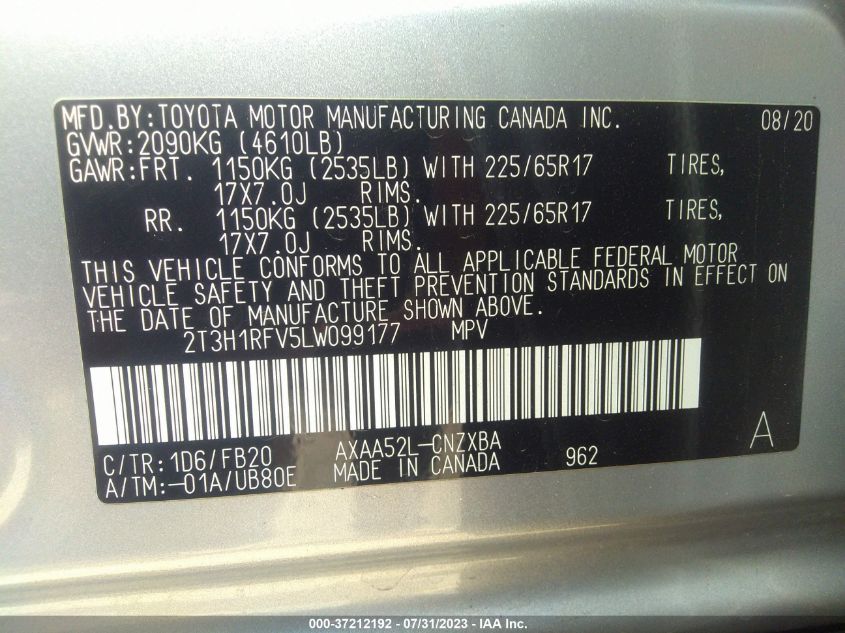 MFD.BY:TOYOTA MOTOR MANUFACTURING CANADA INC. 08/20
GVWR:2090KG (4610LB)
GAWR:FRT. 1150KG (2535LB) WITH 225/65R17 TIRES,
17X7.0J RIMS.
RR. 1150KG (2535LB) WITH 225/65R17 TIRES,
17X7.0J RIMS.
THIS VEHICLE CONFORMS TO ALL APPLICABLE FEDERAL MOTOR
VEHICLE SAFETY AND THEFT PREVENTION STANDARDS IN EFFECT ON
THE DATE OF MANUFACTURE SHOWN ABOVE.
2T3H1RFV5LW099177 MPV
A
C/TR:1D6/FB20 AXAA52L-CNZXBA
A/TM:-01A/UB80E MADE IN CANADA 962
000-37212192 - 07/31/2023 - IAA Inc.